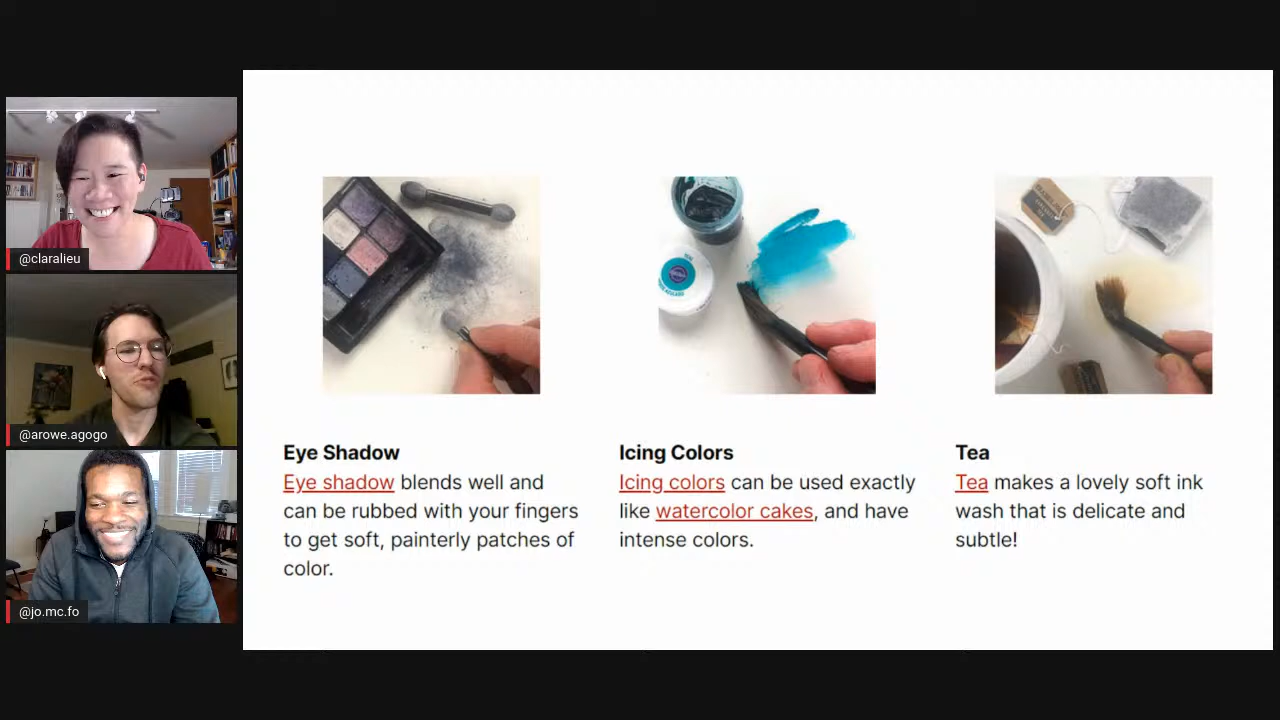 @claralieu
@arowe.agogo
@jo.mc.fo
Eye Shadow
Eye shadow blends well and
can be rubbed with your fingers
to get soft, painterly patches of
color.
Icing Colors
Icing colors can be used exactly
like watercolor cakes, and have
intense colors.
Tea
Tea makes a lovely soft ink
wash that is delicate and
subtle!